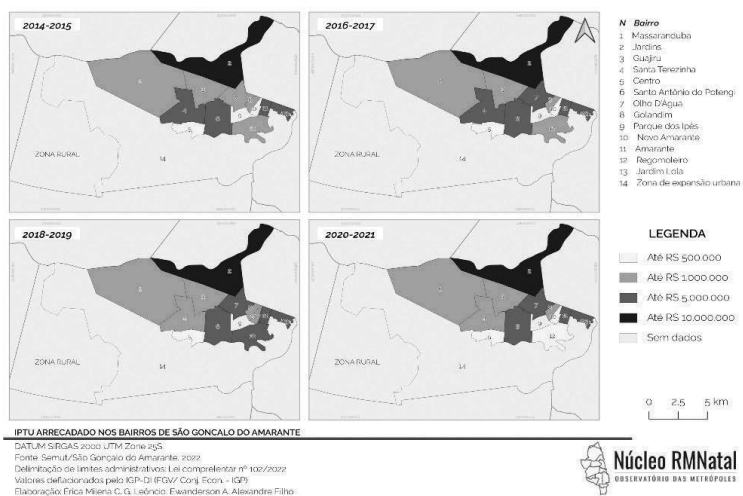 2014-2015
2016-2017
ZONA RURAL
14
ZONA RURAL
14
2018-2019
2020-2021
ZONA RURAL
14
ZONA RURAL
14
N Bairro
1 Massaranduba
2 Jardins
3 Guajiru
4 Santa Terezinha
5 Centro
6 Santo Antônio do Potengi
7 Olho D'Água
8 Golandim
9 Parque dos Ipês
10 Novo Amarante
11 Amarante
12 Regomoleiro
13 Jardim Lola
14 Zona de expansão urbana
LEGENDA
Até R$ 500.000
Até R$ 1.000.000
Até R$ 5.000.000
Até R$ 10.000.000
Sem dados
0 2.5 5 km
IPTU ARRECADADO NOS BAIRROS DE SÃO GONÇALO DO AMARANTE
DATUM SIRGAS 2000 UTM Zone 25S
Fonte: Semut/São Gonçalo do Amarante, 2022
Delimitação de limites administrativos: Lei comprelentar nº 102/2022
Valores deflacionados pelo IGP-DI (FGV/ Conj. Econ. - IGP)
Elaboração: Érica Milena C. G. Leôncio, Ewanderson A. Alexandre Filho
Núcleo RMNatal
OBSERVATÓRIO DAS METRÓPOLES